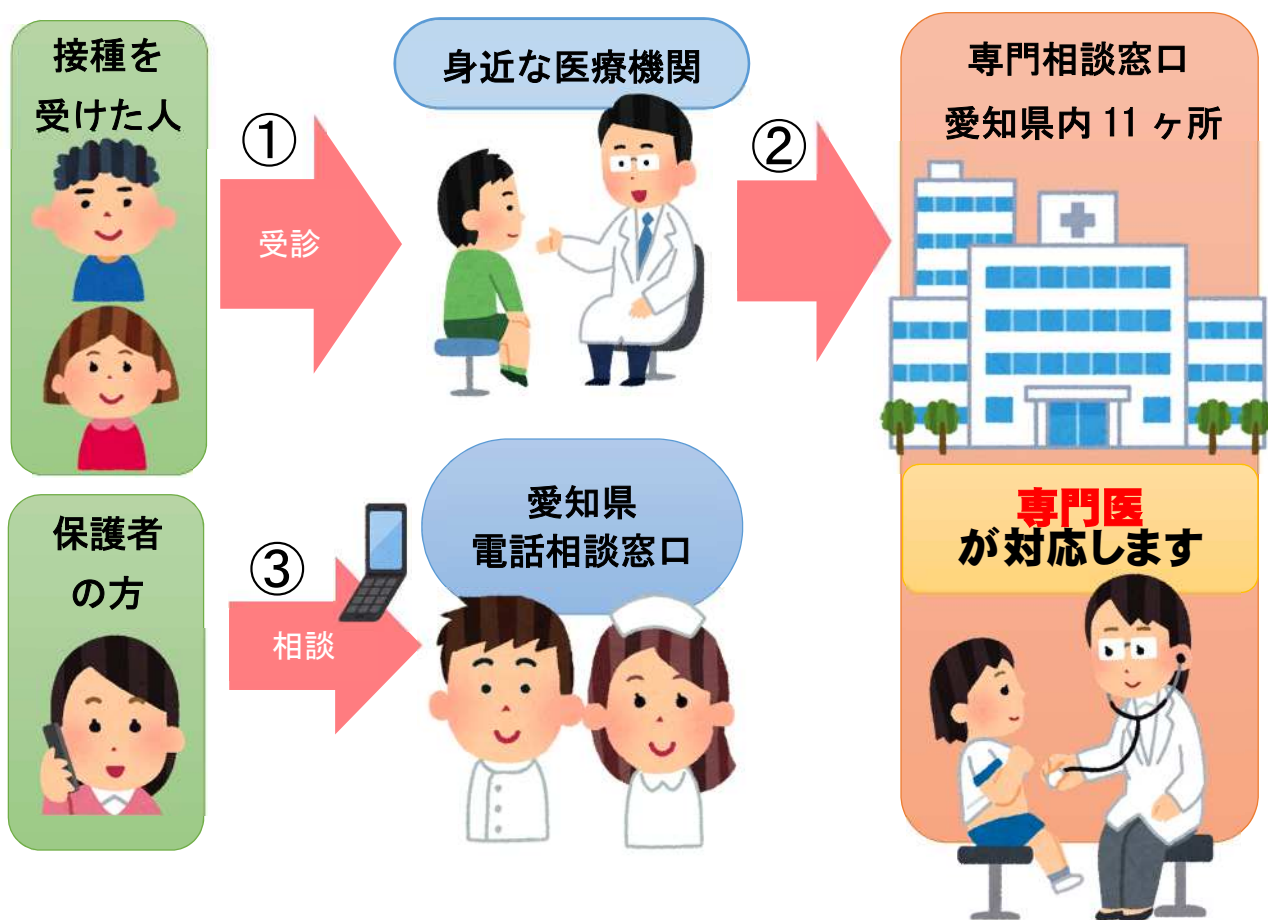 接種を
受けた人
①
受診
身近な医療機関
②
専門相談窓口
愛知県内 11 ヶ所
専門医
が対応します
保護者
の方
③
相談
愛知県
電話相談窓口